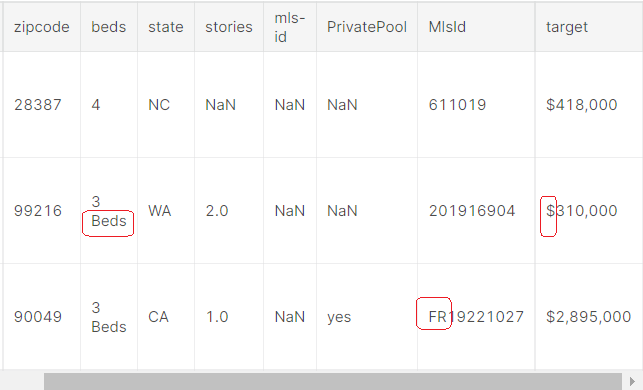 zipcode beds state stories mls-id PrivatePool MlsId target
28387 4 NC NaN NaN NaN 611019 $418,000
99216 3 Beds WA 2.0 NaN NaN 201916904 $310,000
90049 3 Beds CA 1.0 NaN yes FR19221027 $2,895,000